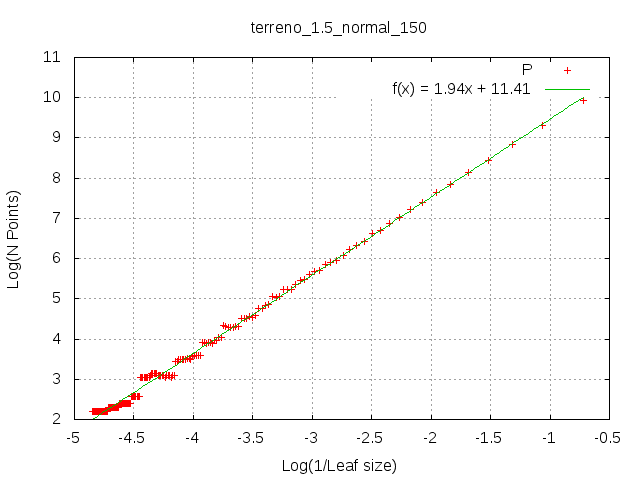 terreno_1.5_normal_150
11
10
9
8
7
6
5
4
3
2
Log(N Points)
P
f(x) = 1.94x + 11.41
-5 -4.5 -4 -3.5 -3 -2.5 -2 -1.5 -1 -0.5
Log(1/Leaf size)